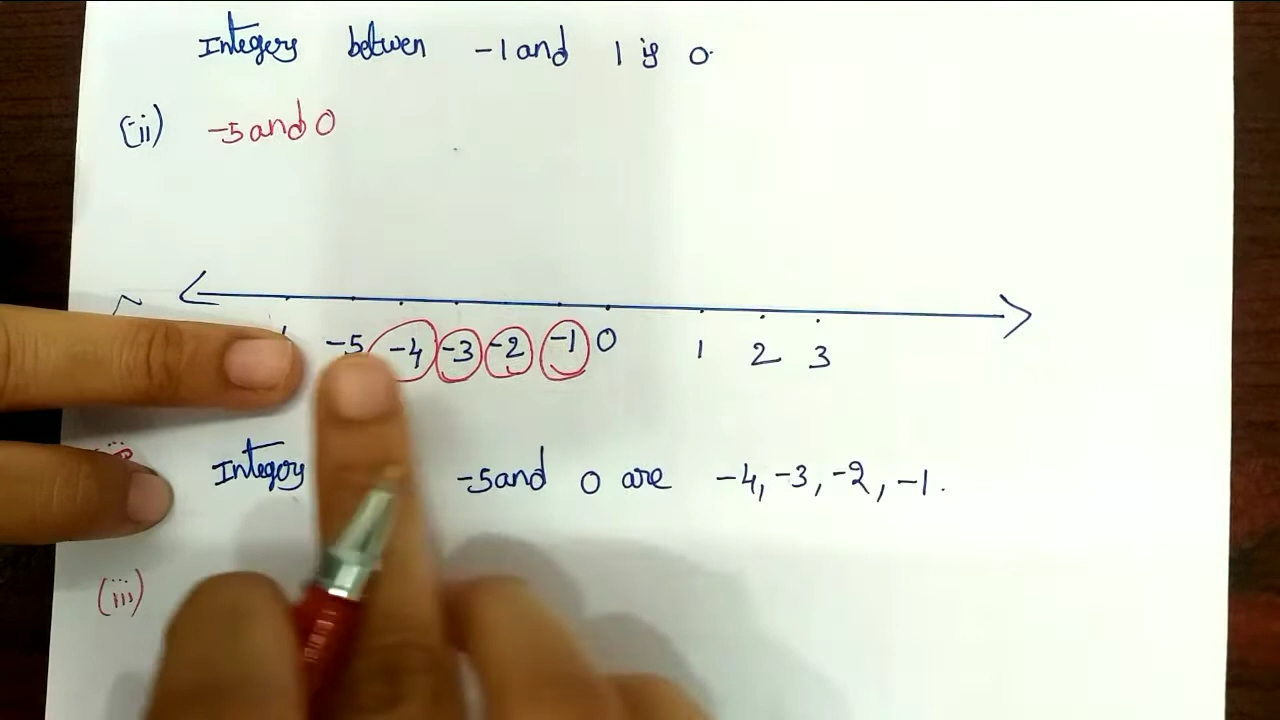 Integers betwen -1 and 1 is 0.
(ii) -5 and 0
-5 -4 -3 -2 -1 0 1 2 3
Integers -5 and 0 are -4, -3, -2, -1.
(iii)